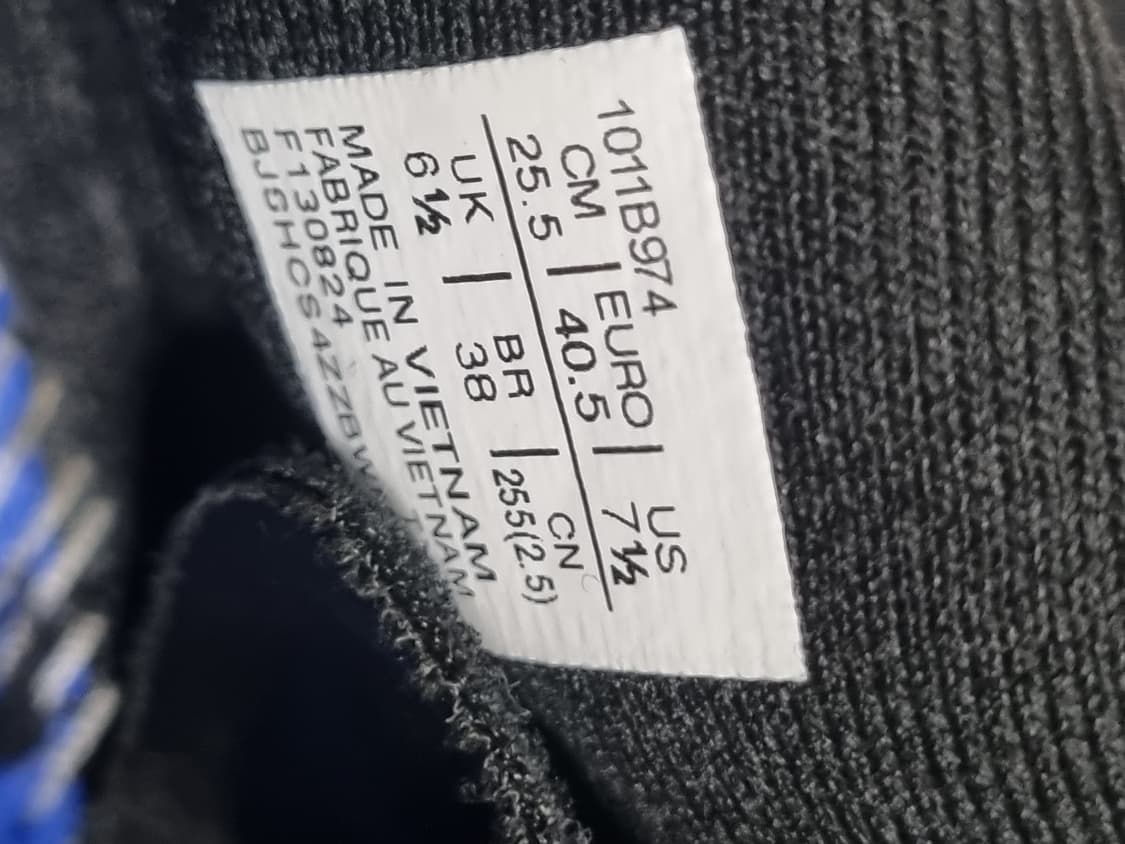 1011B974
CM | EURO | US
25.5 | 40.5 | 7½
UK | BR | CN
6½ | 38 | 255(2.5)
MADE IN VIETNAM
FABRIQUE AU VIETNAM
F130824